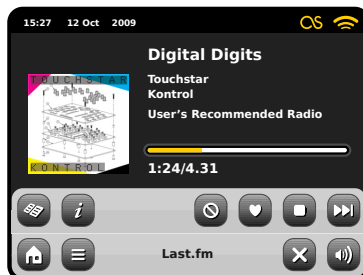 15:27 12 Oct 2009
Digital Digits
Touchstar
Kontrol
User's Recommended Radio
TOUCHSTAR
KONTROL
1:24/4.31
i
Last.fm